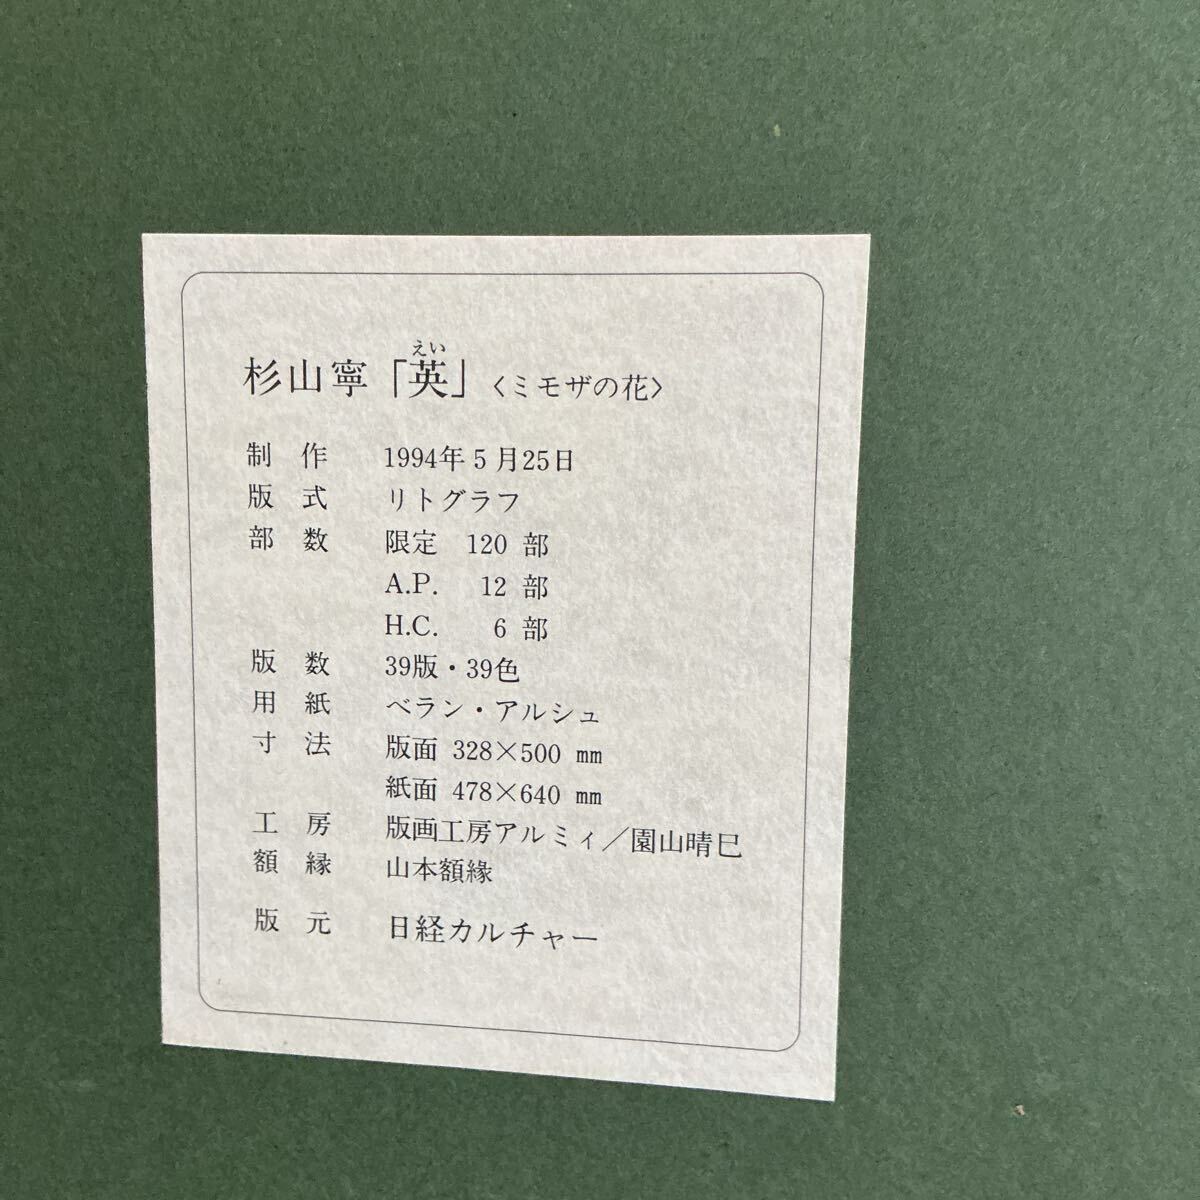 えい
杉山寧「英」〈ミモザの花〉
制作 1994年5月25日
版式 リトグラフ
部数 限定 120 部
A.P. 12 部
H.C. 6 部
版数 39版・39色
用紙 ベラン・アルシュ
寸法 版面 328×500 ㎜
紙面 478×640 ㎜
工房 版画工房アルミィ／園山晴巳
額縁 山本額縁
版元 日経カルチャー